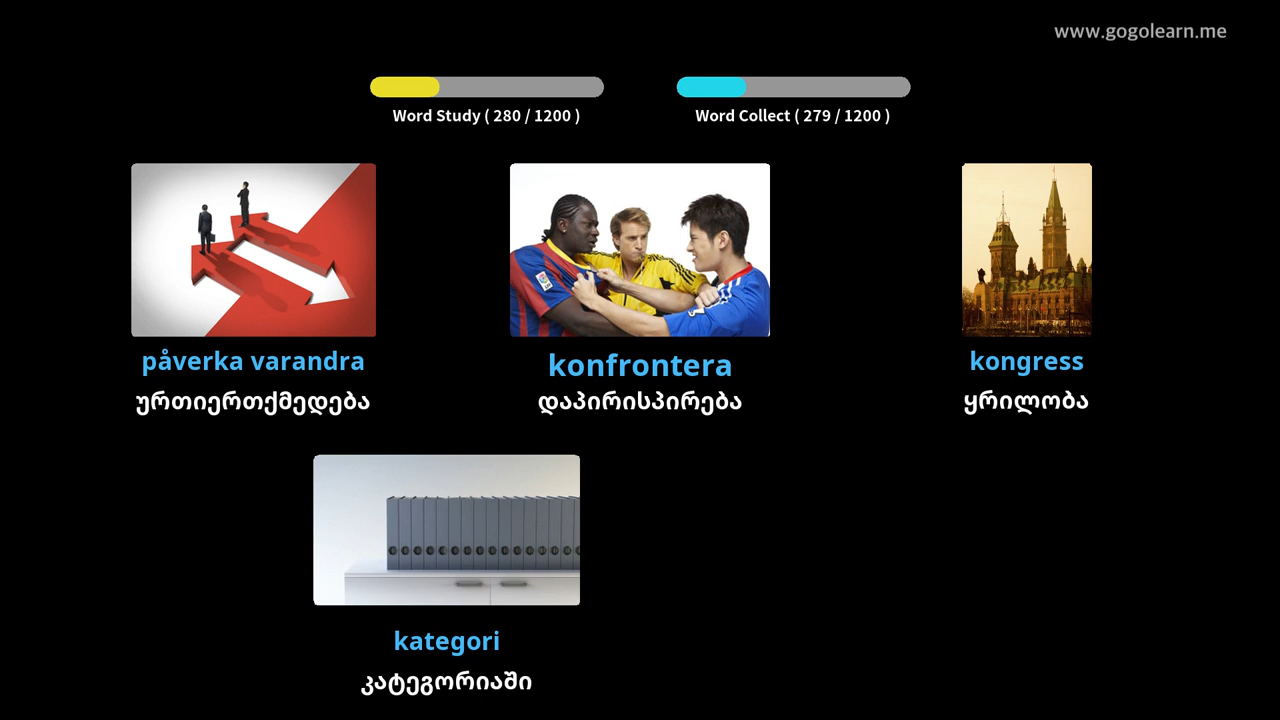 www.gogolearn.me
Word Study ( 280 / 1200 )
Word Collect ( 279 / 1200 )
påverka varandra
konfrontera
kongress
ურთიერთქმედება
დაპირისპირება
ყრილობა
kategori
კატეგორიაში